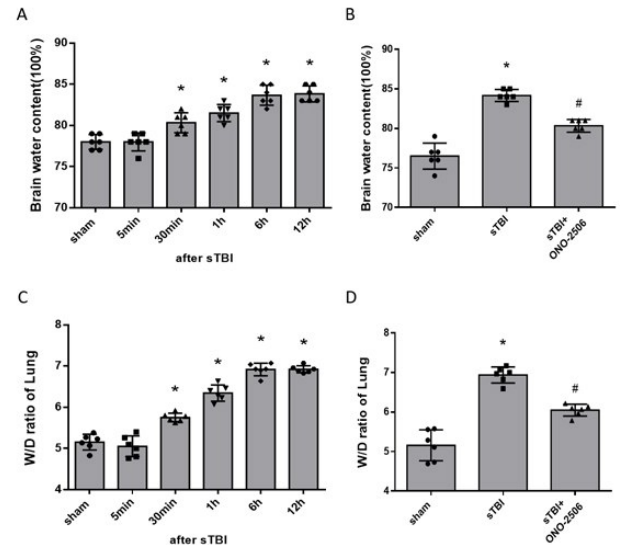 A
Brain water content(100%)
90
85
80
75
70
*
*
*
*
sham
5min
30min
1h
6h
12h
after sTBI
B
Brain water content(100%)
90
85
80
75
70
*
#
sham
sTBI
sTBI+
ONO-2506
C
W/D ratio of Lung
8
7
6
5
4
*
*
*
*
sham
5min
30min
1h
6h
12h
after sTBI
D
W/D ratio of Lung
8
7
6
5
4
*
#
sham
sTBI
sTBI+
ONO-2506